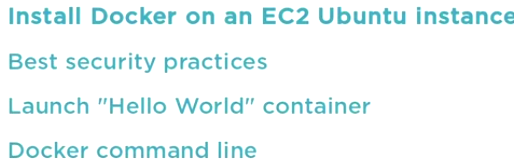 Install Docker on an EC2 Ubuntu instance
Best security practices
Launch "Hello World" container
Docker command line